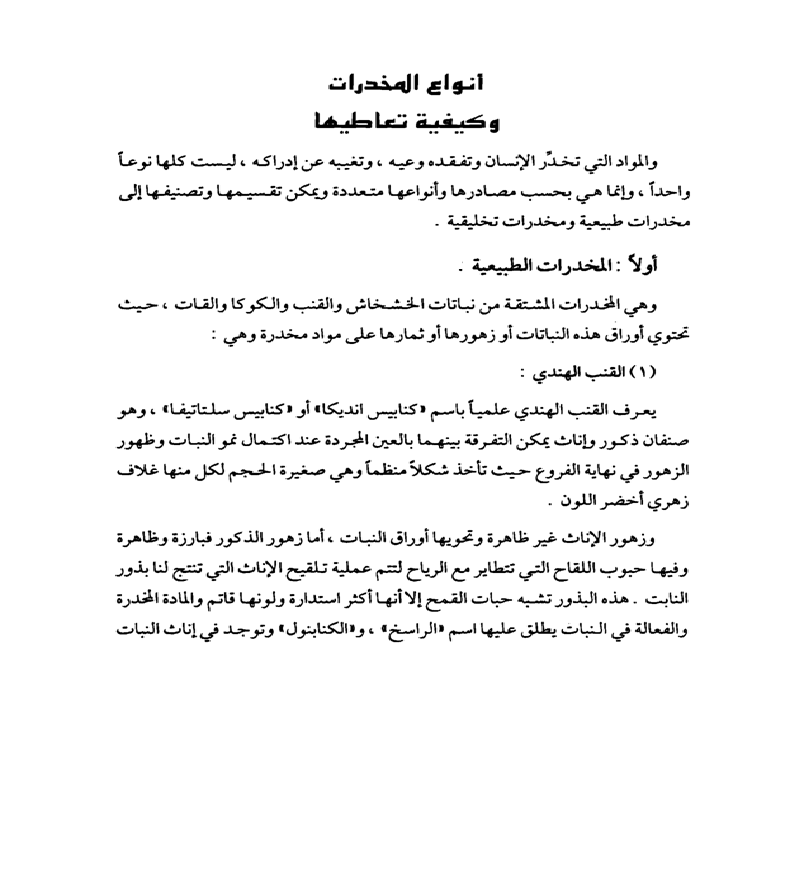 أنواع المخدرات
وكيفية تعاطيها
والمواد التي تخدِّر الإنسان وتفقده وعيه ، وتغيبه عن إدراكه ، ليست كلها نوعاً
واحداً ، وإنما هي بحسب مصادرها وأنواعها متعددة ويمكن تقسيمها وتصنيفها إلى
مخدرات طبيعية ومخدرات تخليقية .
أولاً : المخدرات الطبيعية .
وهي المخدرات المشتقة من نباتات الخشخاش والقنب والكوكا والقات ، حيث
تحتوي أوراق هذه النباتات أو زهورها أو ثمارها على مواد مخدرة وهي :
(١) القنب الهندي :
يعرف القنب الهندي علمياً باسم «كنابيس انديكا» أو «كنابيس سلتاتيفا» ، وهو
صنفان ذكور وإناث يمكن التفرقة بينهما بالعين المجردة عند اكتمال نمو النبات وظهور
الزهور في نهاية الفروع حيث تأخذ شكلاً منظماً وهي صغيرة الحجم لكل منها غلاف
زهري أخضر اللون .
وزهور الإناث غير ظاهرة وتحويها أوراق النبات ، أما زهور الذكور فبارزة وظاهرة
وفيها حبوب اللقاح التي تتطاير مع الرياح لتتم عملية تلقيح الإناث التي تنتج لنا بذور
النابت . هذه البذور تشبه حبات القمح إلا أنها أكثر استدارة ولونها قاتم والمادة المخدرة
والفعالة في النبات يطلق عليها اسم «الراسخ» ، و«الكنابنول» وتوجد في إناث النبات